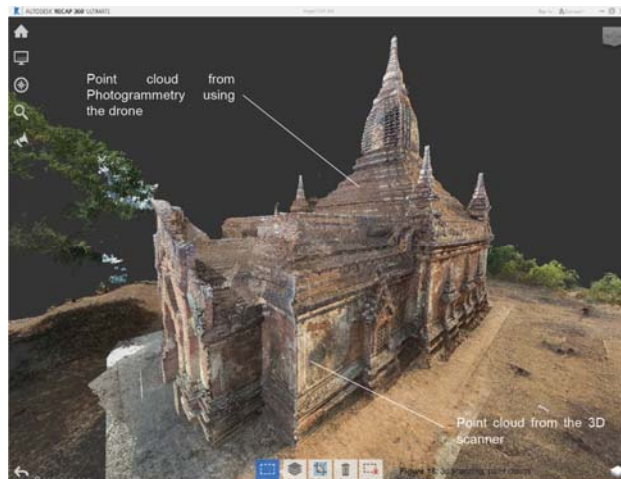 AUTODESK RECAP 360 ULTIMATE
Point cloud from
Photogrammetry using
the drone
Point cloud from the 3D
scanner